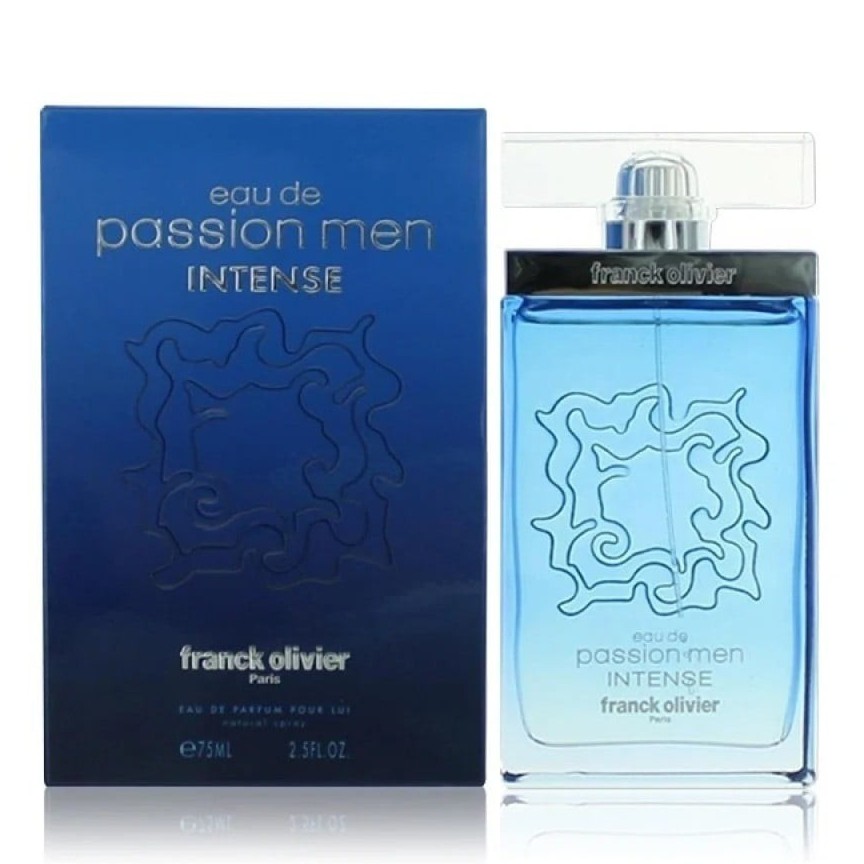 eau de
passion men
INTENSE
franck olivier
Paris
EAU DE PARFUM POUR LUI
natural spray
℮75ML 2.5FL.OZ.
franck olivier
eau de
passion men
INTENSE
franck olivier
Paris